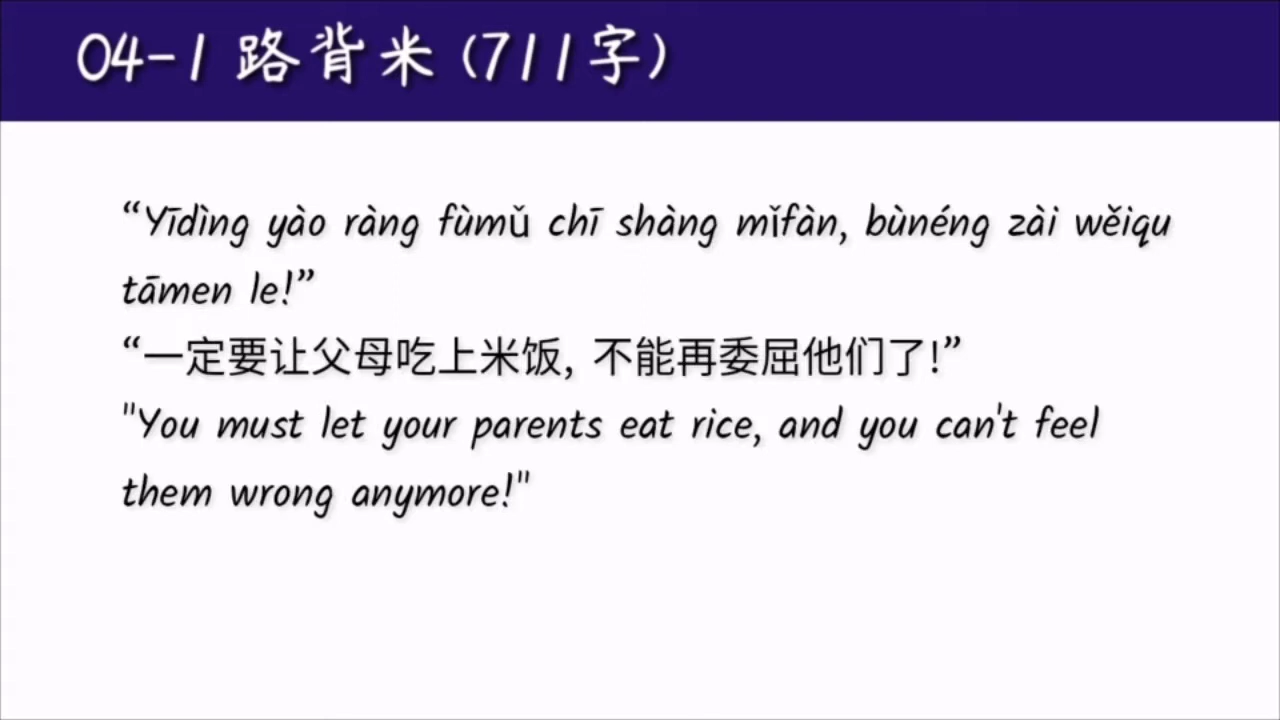 04-1 路背米 (711字)
“Yīdìng yào ràng fùmǔ chī shàng mǐfàn, bùnéng zài wěiqu
tāmen le!”
“一定要让父母吃上米饭, 不能再委屈他们了!”
"You must let your parents eat rice, and you can't feel
them wrong anymore!"